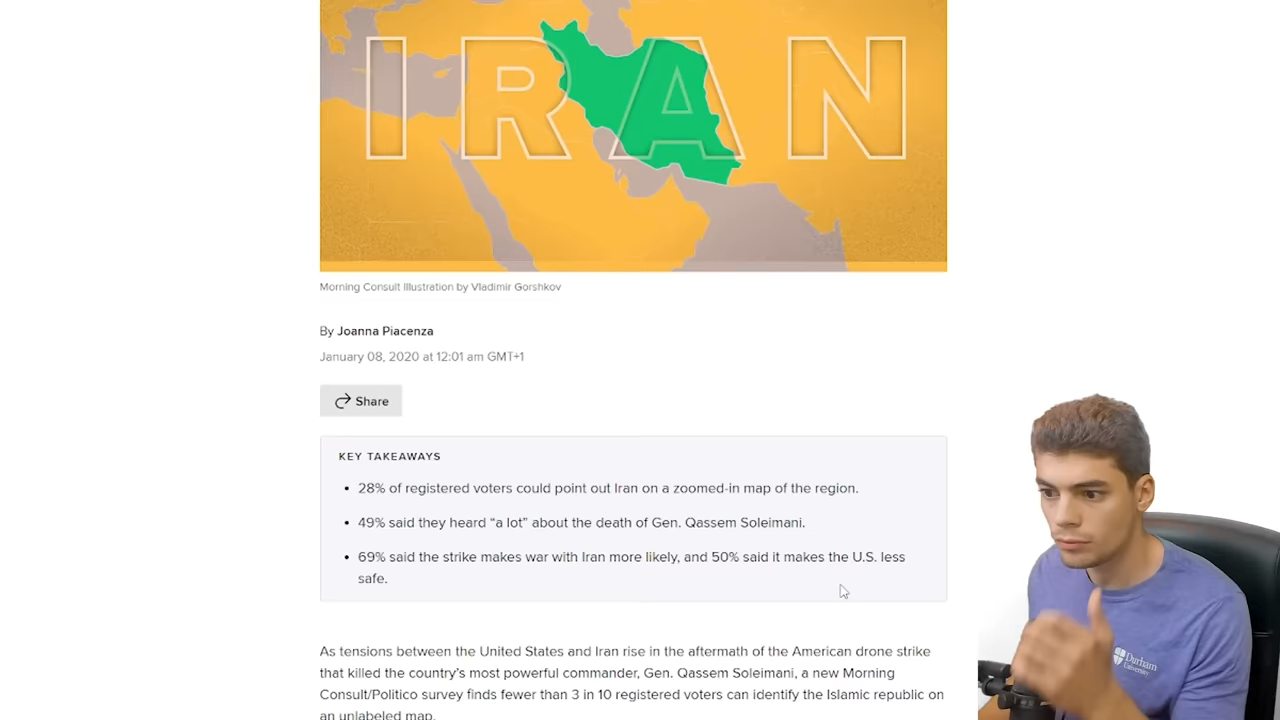 IRAN
Morning Consult Illustration by Vladimir Gorshkov
By Joanna Piacenza
January 08, 2020 at 12:01 am GMT+1
Share
KEY TAKEAWAYS
• 28% of registered voters could point out Iran on a zoomed-in map of the region.
• 49% said they heard “a lot” about the death of Gen. Qassem Soleimani.
• 69% said the strike makes war with Iran more likely, and 50% said it makes the U.S. less
safe.
As tensions between the United States and Iran rise in the aftermath of the American drone strike
that killed the country’s most powerful commander, Gen. Qassem Soleimani, a new Morning
Consult/Politico survey finds fewer than 3 in 10 registered voters can identify the Islamic republic on
an unlabeled map.
Durham
University